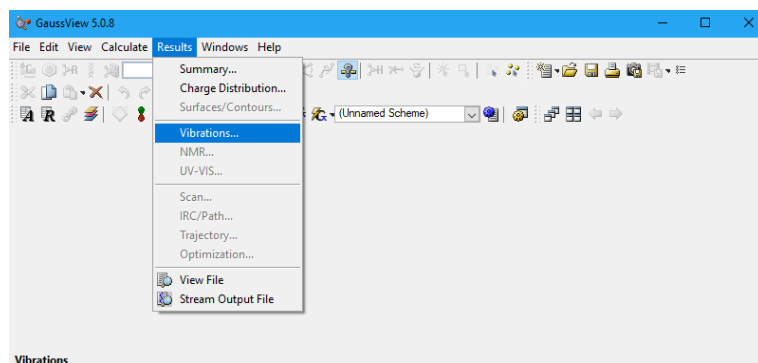 GaussView 5.0.8
File Edit View Calculate Results Windows Help
Summary...
Charge Distribution...
Surfaces/Contours...
(Unnamed Scheme)
Vibrations...
NMR...
UV-VIS...
Scan...
IRC/Path...
Trajectory...
Optimization...
View File
Stream Output File
Vibrations